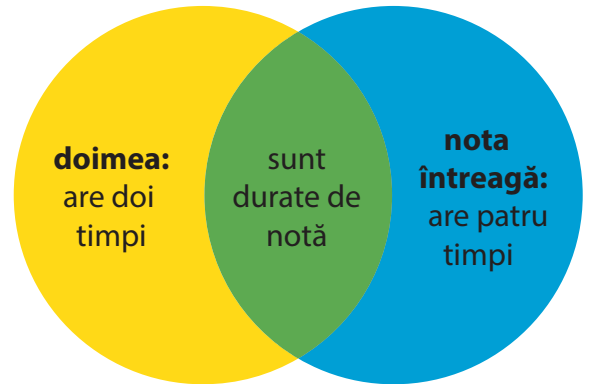 doimea:
are doi
timpi
sunt
durate de
notă
nota
întreagă:
are patru
timpi